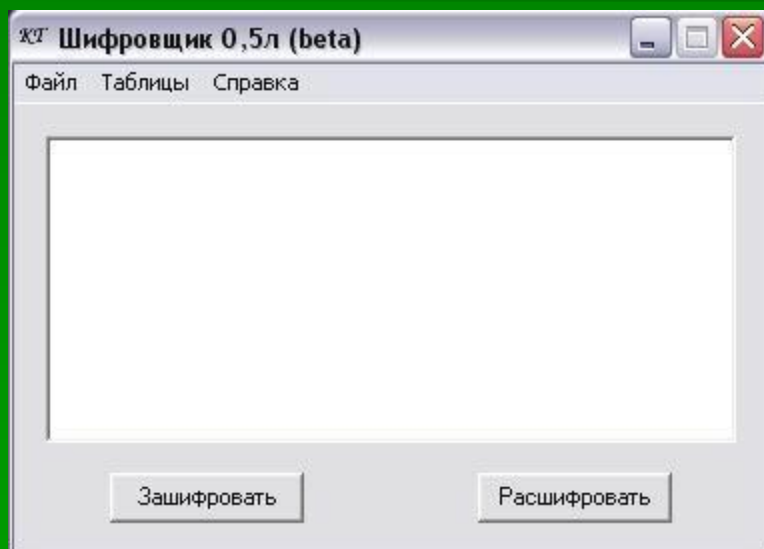 КТ Шифровщик 0,5л (beta)
Файл Таблицы Справка
Зашифровать Расшифровать